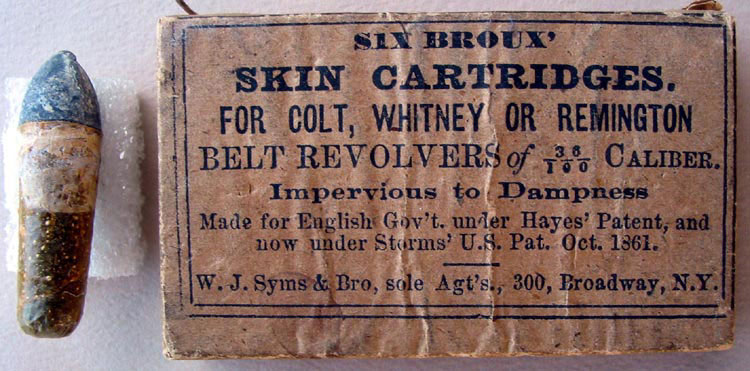 SIX BROUX'
SKIN CARTRIDGES.
FOR COLT, WHITNEY OR REMINGTON
BELT REVOLVERS of 36/100 CALIBER.
Impervious to Dampness
Made for English Gov't. under Hayes' Patent, and
now under Storms' U.S. Pat. Oct. 1861.
W. J. Syms & Bro, sole Agt's., 300, Broadway, N.Y.